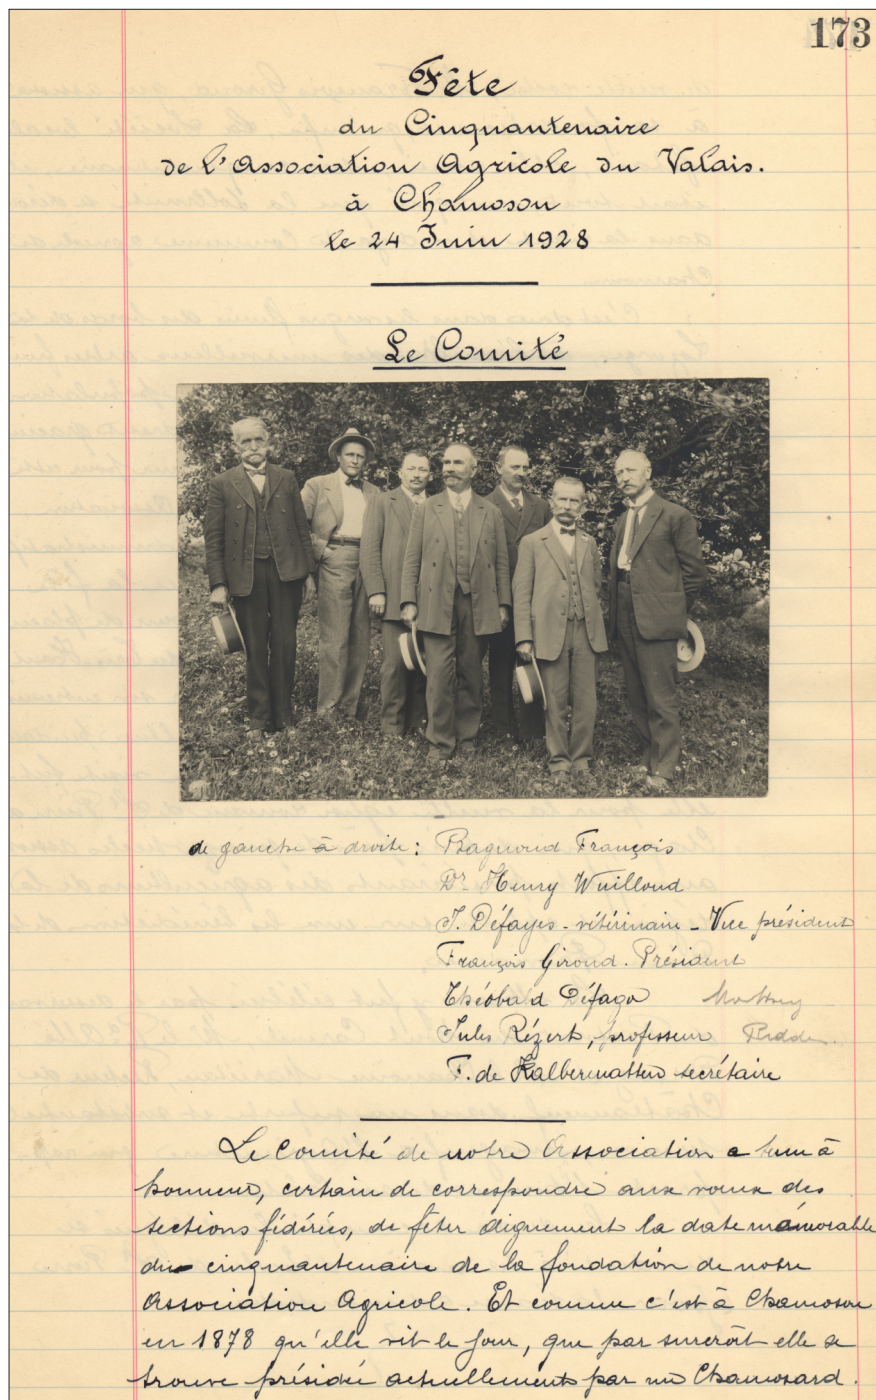 173
Fête
du Cinquantenaire
de l'Association Agricole du Valais.
à Chamoson
le 24 Juin 1928
Le Comité
de gauche à droite : Ragnoud François
Dr. Henry Wuilloud
J. Défayes - vétérinaire - Vice président
François Giroud. Président
Théobald Défago
Jules Rézert, professeur
F. de Kalbermatten secrétaire
Le Comité de notre Association a tenu à
honneur, certain de correspondre aux voeux des
sections fédérées, de fêter dignement la date mémorable
du cinquantenaire de la fondation de notre
Association Agricole. Et comme c'est à Chamoson
en 1878 qu'elle vit le jour, que par surcroît elle se
trouve présidée actuellement par un Chamosard.